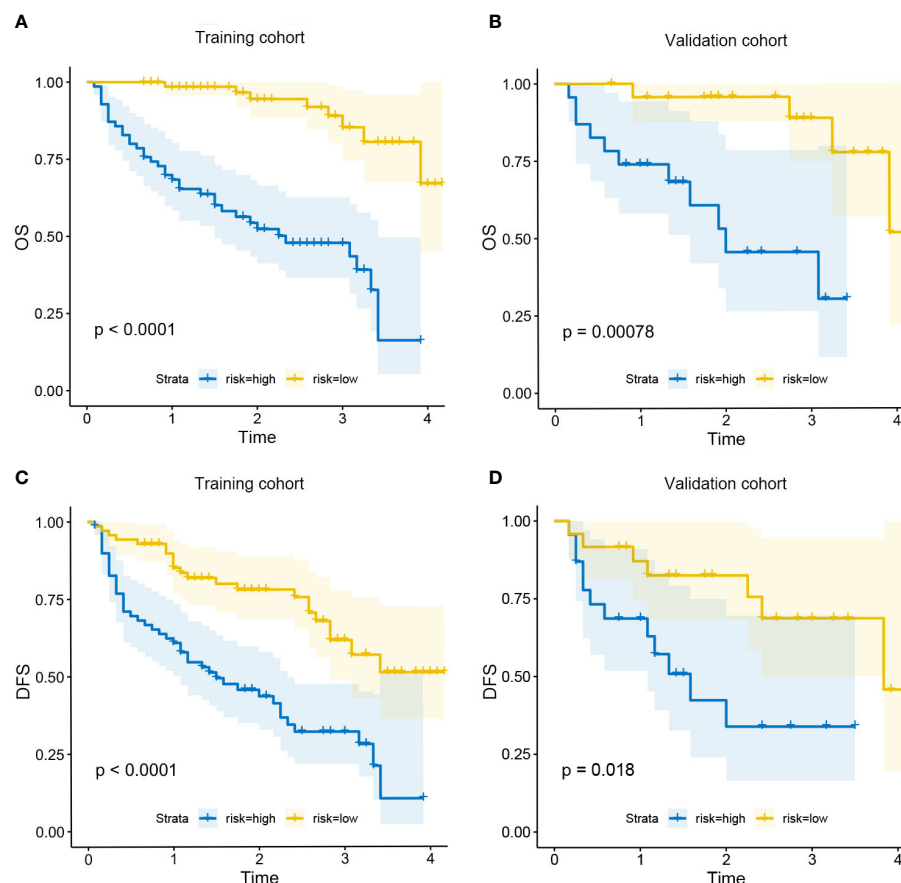 A
Training cohort
1.00
0.75
0.50
0.25
0.00
OS
p < 0.0001
Strata risk=high risk=low
0 1 2 3 4
Time
B
Validation cohort
1.00
0.75
0.50
0.25
0.00
OS
p = 0.00078
Strata risk=high risk=low
0 1 2 3 4
Time
C
Training cohort
1.00
0.75
0.50
0.25
0.00
DFS
p < 0.0001
Strata risk=high risk=low
0 1 2 3 4
Time
D
Validation cohort
1.00
0.75
0.50
0.25
0.00
DFS
p = 0.018
Strata risk=high risk=low
0 1 2 3 4
Time